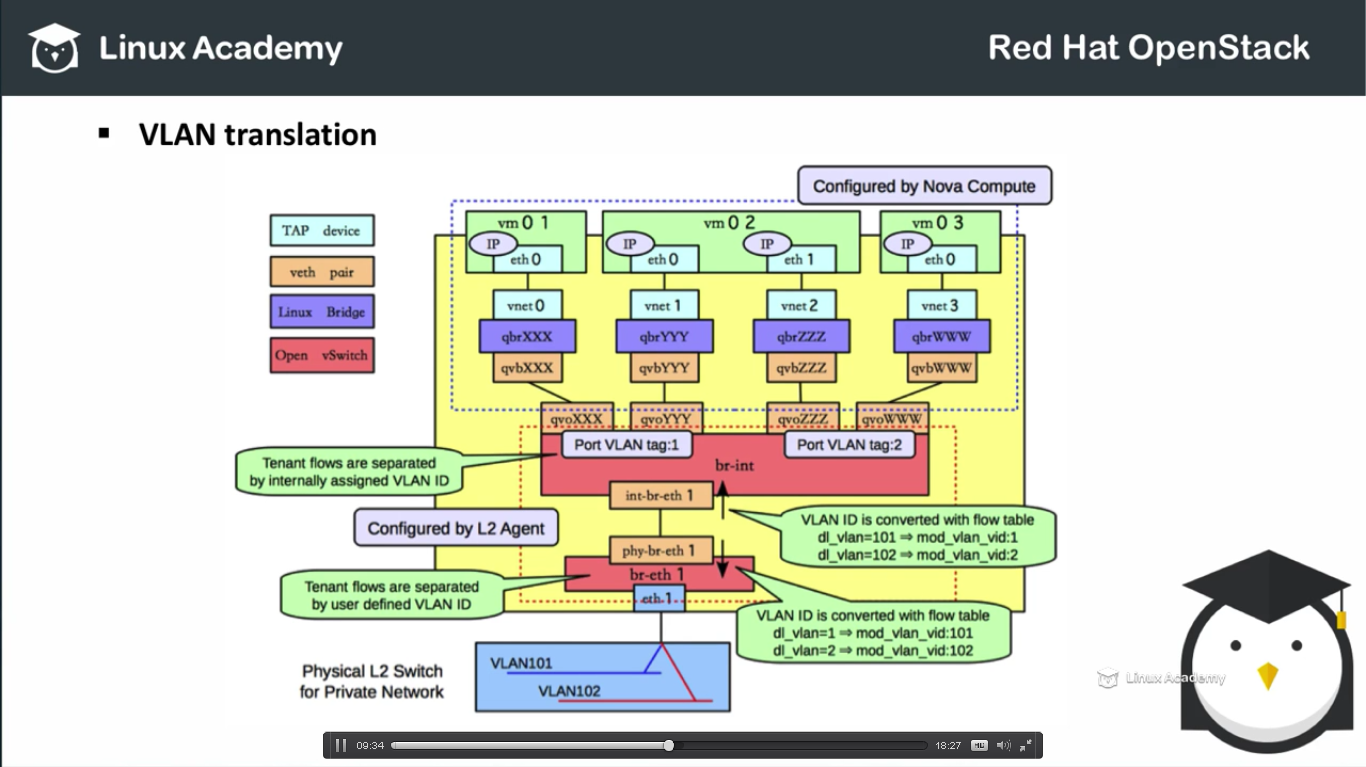 Linux Academy
Red Hat OpenStack
VLAN translation
Configured by Nova Compute
TAP device
veth pair
Linux Bridge
Open vSwitch
vm 0 1
vm 0 2
vm 0 3
IP
IP
IP
IP
eth 0
eth 0
eth 1
eth 0
vnet 0
vnet 1
vnet 2
vnet 3
qbrXXX
qbrYYY
qbrZZZ
qbrWWW
qvbXXX
qvbYYY
qvbZZZ
qvbWWW
qvoXXX
qvoYYY
qvoZZZ
qvoWWW
Port VLAN tag:1
Port VLAN tag:2
br-int
Tenant flows are separated
by internally assigned VLAN ID
int-br-eth 1
Configured by L2 Agent
VLAN ID is converted with flow table
dl_vlan=101 ⇒ mod_vlan_vid:1
dl_vlan=102 ⇒ mod_vlan_vid:2
phy-br-eth 1
br-eth 1
Tenant flows are separated
by user defined VLAN ID
eth 1
VLAN ID is converted with flow table
dl_vlan=1 ⇒ mod_vlan_vid:101
dl_vlan=2 ⇒ mod_vlan_vid:102
Physical L2 Switch
for Private Network
VLAN101
VLAN102
Linux Academy
09:34
18:27
HD